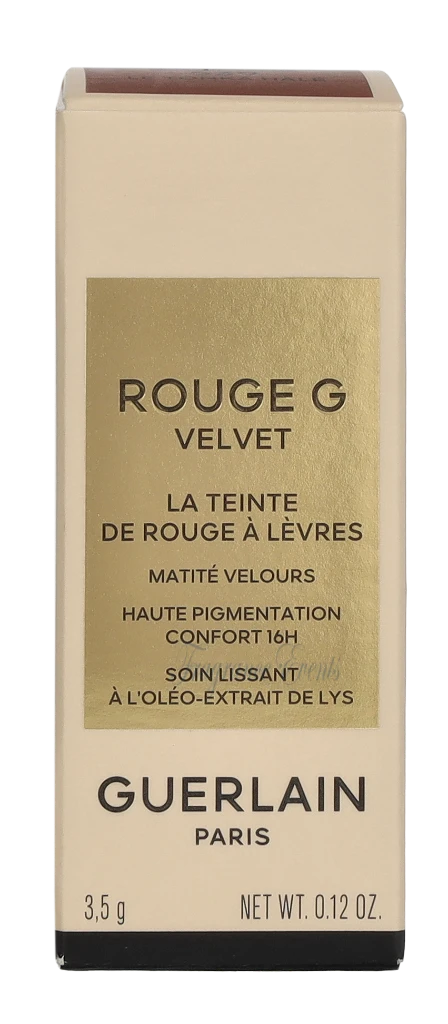 ROUGE G
VELVET
LA TEINTE
DE ROUGE À LÈVRES
MATITÉ VELOURS
HAUTE PIGMENTATION
CONFORT 16H
SOIN LISSANT
À L'OLÉO-EXTRAIT DE LYS
GUERLAIN
PARIS
3,5 g NET WT. 0.12 OZ.